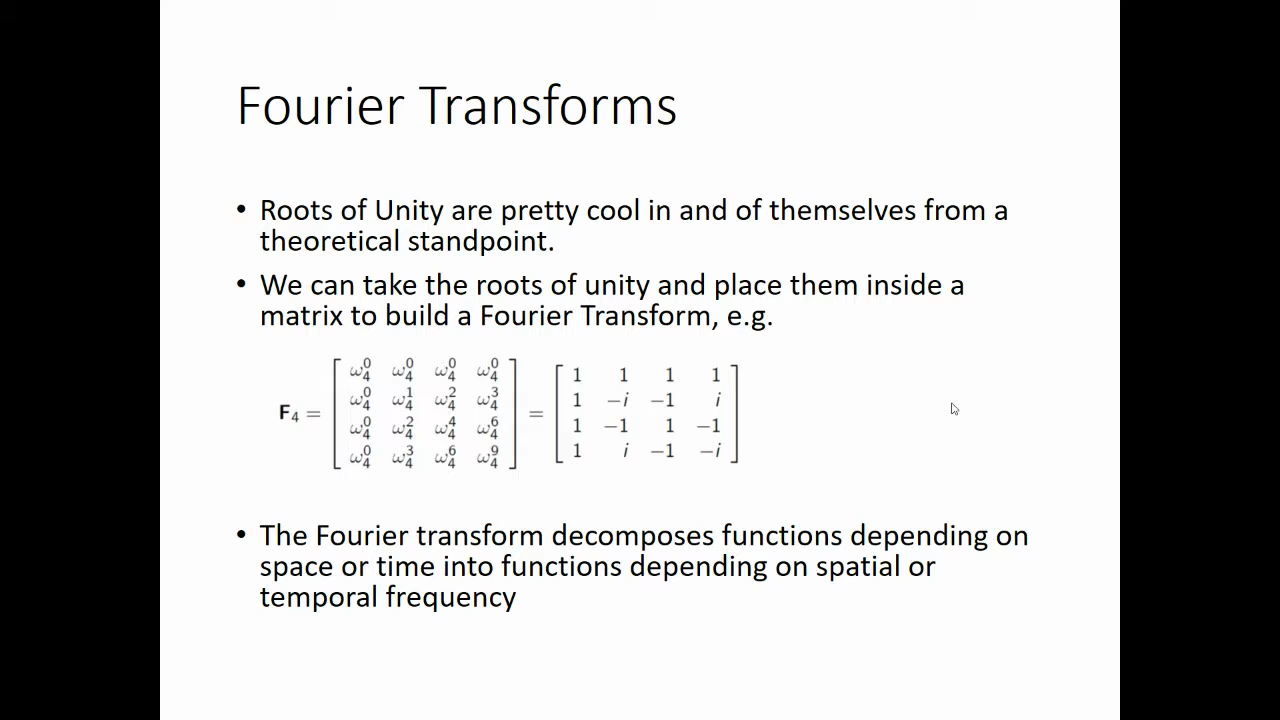 Fourier Transforms
• Roots of Unity are pretty cool in and of themselves from a
theoretical standpoint.
• We can take the roots of unity and place them inside a
matrix to build a Fourier Transform, e.g.
F₄ = [ ω₄⁰ ω₄⁰ ω₄⁰ ω₄⁰ ] = [ 1 1 1 1 ]
[ ω₄⁰ ω₄¹ ω₄² ω₄³ ] [ 1 −i −1 i ]
[ ω₄⁰ ω₄² ω₄⁴ ω₄⁶ ] [ 1 −1 1 −1 ]
[ ω₄⁰ ω₄³ ω₄⁶ ω₄⁹ ] [ 1 i −1 −i ]
• The Fourier transform decomposes functions depending on
space or time into functions depending on spatial or
temporal frequency